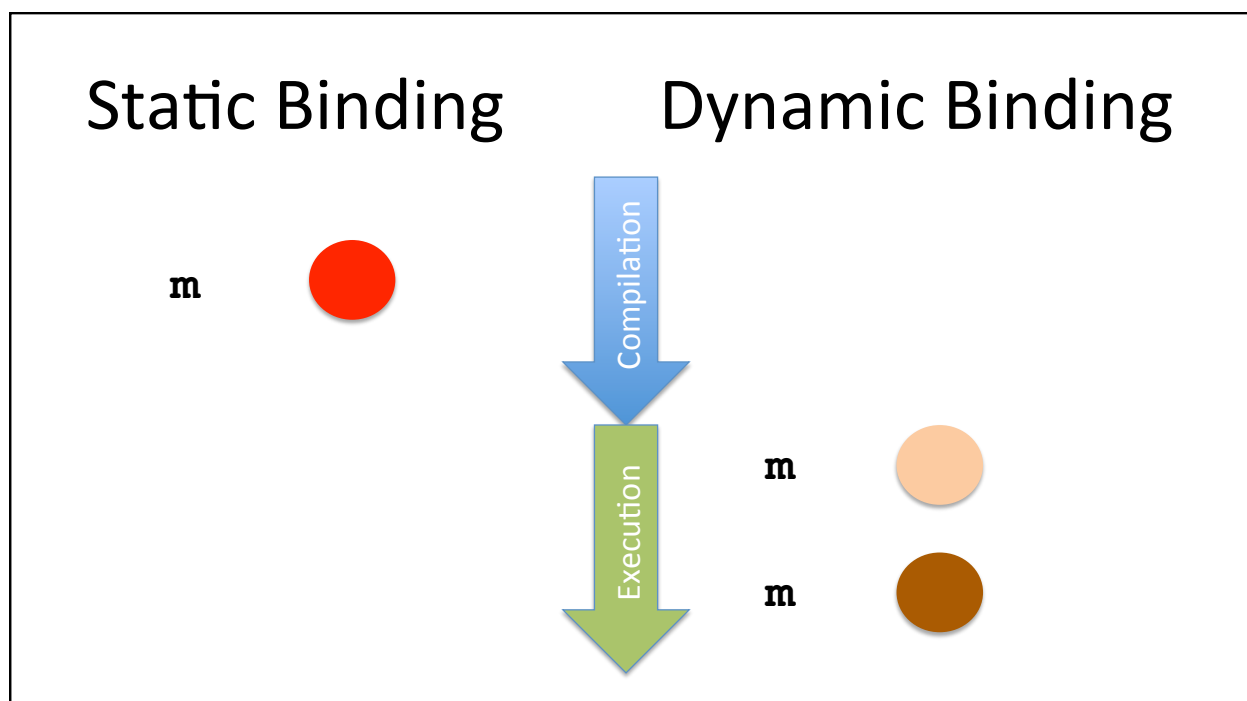 Static Binding
Dynamic Binding
Compilation
m
Execution
m
m